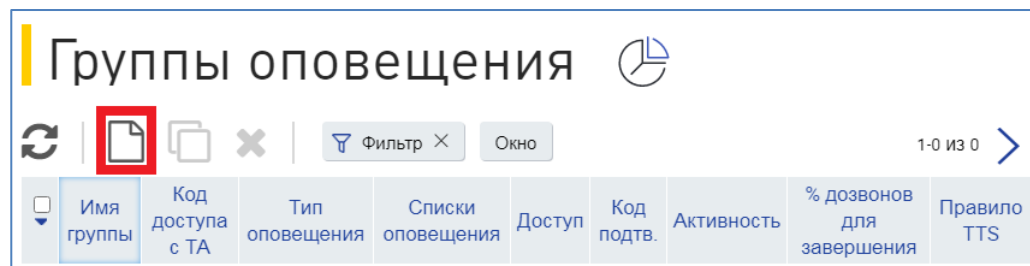 Группы оповещения
Фильтр Окно 1-0 из 0
Имя группы
Код доступа с ТА
Тип оповещения
Списки оповещения
Доступ
Код подтв.
Активность
% дозвонов для завершения
Правило TTS